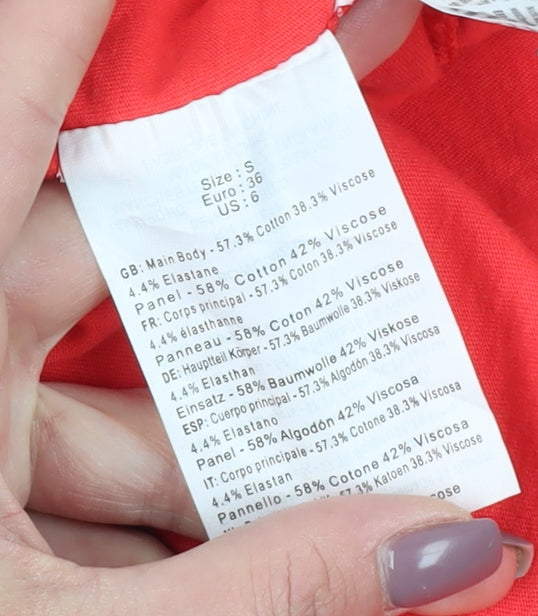 Size : S
Euro : 36
US : 6
GB: Main Body - 57.3% Cotton 38.3% Viscose
4.4% Elastane
Panel - 58% Cotton 42% Viscose
FR: Corps principal - 57.3% Coton 38.3% Viscose
4.4% élasthanne
Panneau - 58% Coton 42% Viscose
DE: Hauptteil Körper - 57.3% Baumwolle 38.3% Viskose
4.4% Elasthan
Einsatz - 58% Baumwolle 42% Viskose
ESP: Cuerpo principal - 57.3% Algodón 38.3% Viscosa
4.4% Elastano
Panel - 58% Algodón 42% Viscosa
IT: Corpo principale - 57.3% Cotone 38.3% Viscosa
4.4% Elastan
Pannello - 58% Cotone 42% Viscosa
57.3% Katoen 38.3% Viscose